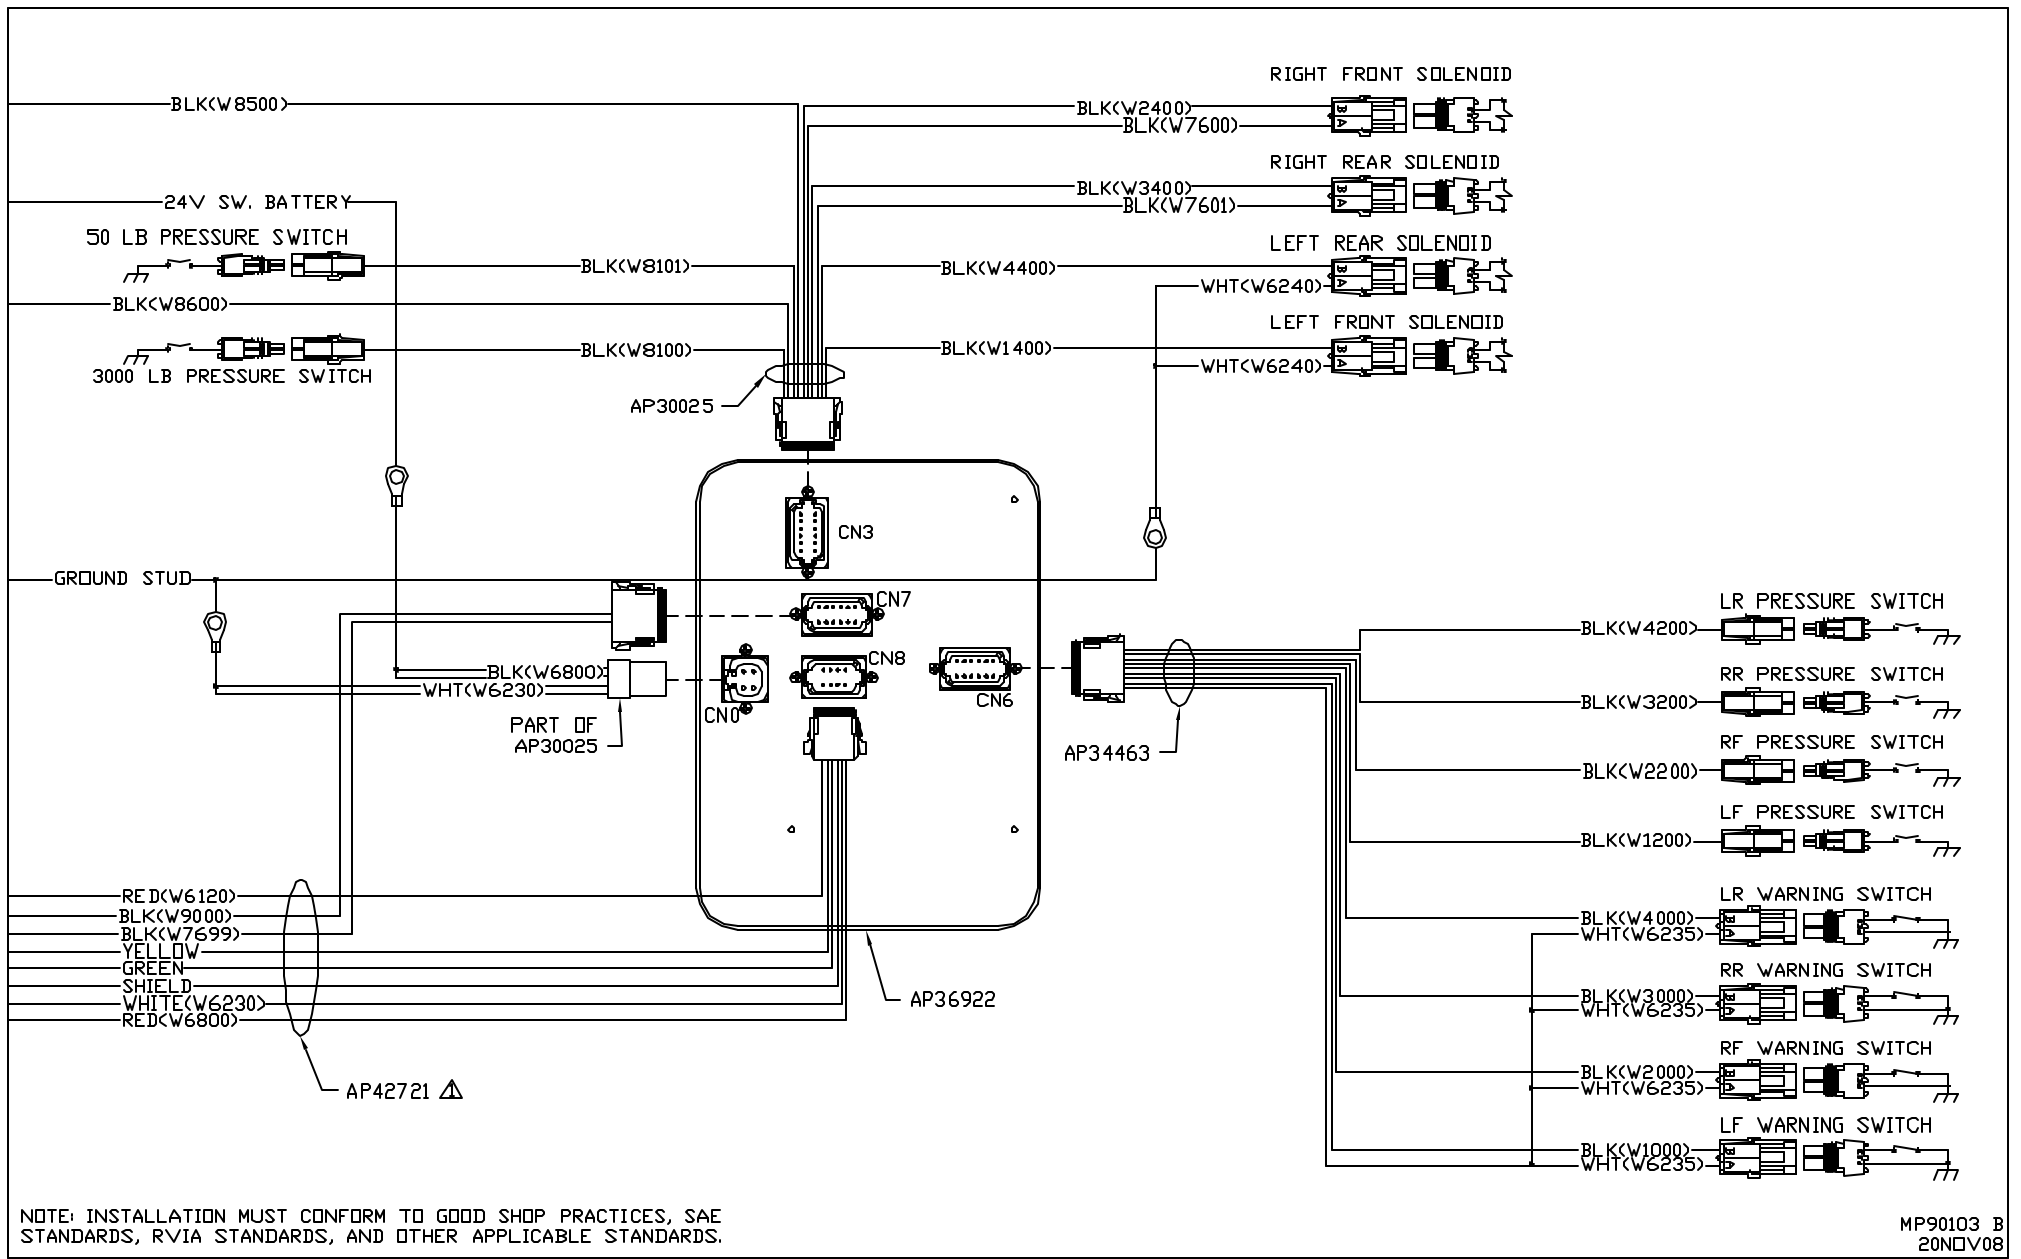 RIGHT FRONT SOLENOID
BLK(W8500)
BLK(W2400)
B
A
BLK(W7600)
RIGHT REAR SOLENOID
24V SW. BATTERY
BLK(W3400)
B
A
BLK(W7601)
50 LB PRESSURE SWITCH
LEFT REAR SOLENOID
BLK(W8101)
BLK(W4400)
B
A
WHT(W6240)
BLK(W8600)
LEFT FRONT SOLENOID
BLK(W8100)
BLK(W1400)
B
A
WHT(W6240)
3000 LB PRESSURE SWITCH
AP30025
CN3
GROUND STUD
CN7
LR PRESSURE SWITCH
BLK(W4200)
CN8
BLK(W6800)
WHT(W6230)
CN6
CN0
RR PRESSURE SWITCH
BLK(W3200)
PART OF
AP30025
AP34463
RF PRESSURE SWITCH
BLK(W2200)
LF PRESSURE SWITCH
BLK(W1200)
RED(W6120)
BLK(W9000)
BLK(W7699)
YELLOW
GREEN
SHIELD
WHITE(W6230)
RED(W6800)
LR WARNING SWITCH
BLK(W4000)
B
A
WHT(W6235)
RR WARNING SWITCH
BLK(W3000)
B
A
WHT(W6235)
AP36922
RF WARNING SWITCH
BLK(W2000)
B
A
WHT(W6235)
AP42721 1
LF WARNING SWITCH
BLK(W1000)
B
A
WHT(W6235)
NOTE: INSTALLATION MUST CONFORM TO GOOD SHOP PRACTICES, SAE
STANDARDS, RVIA STANDARDS, AND OTHER APPLICABLE STANDARDS.
MP90103 B
20NOV08